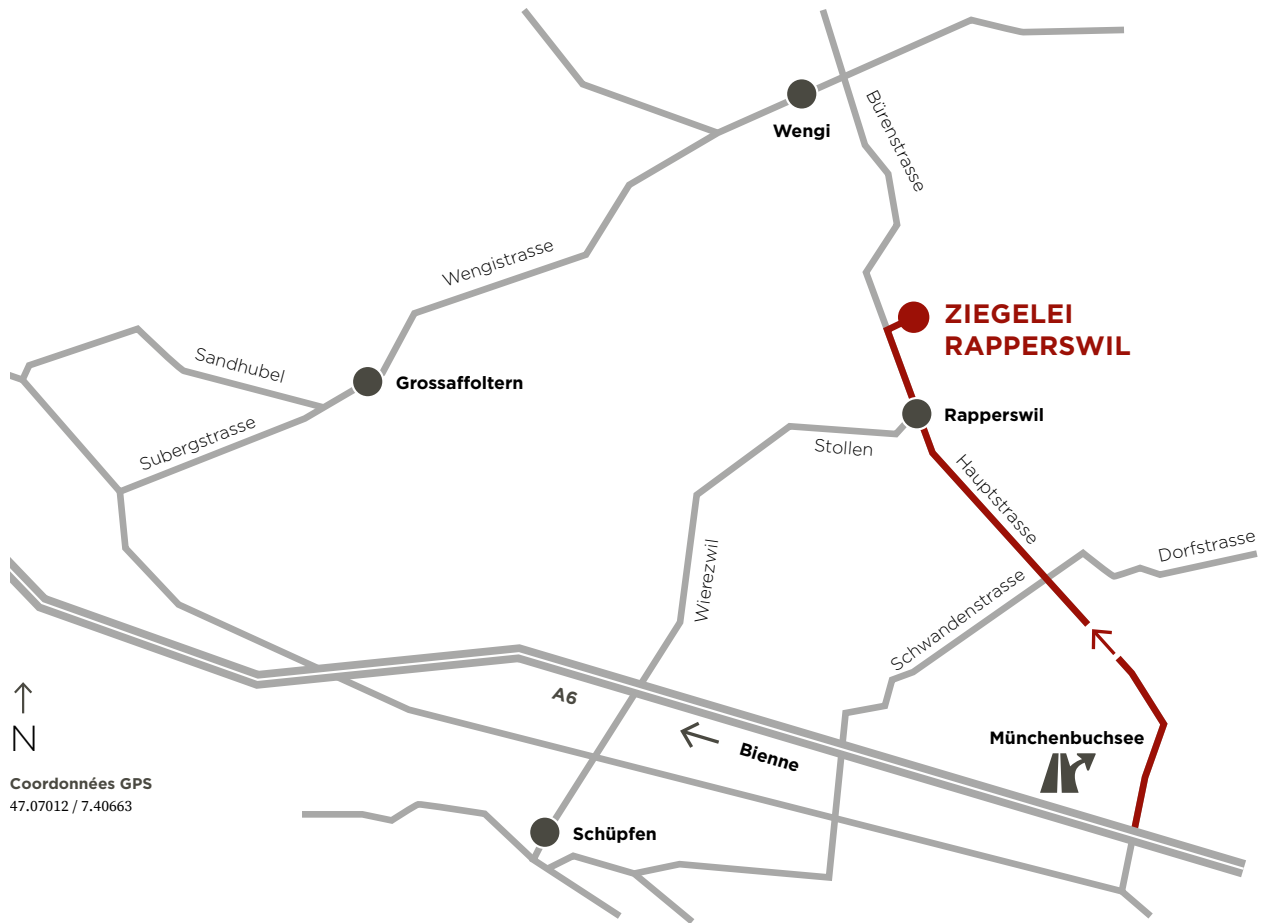 Wengi
Bürenstrasse
Wengistrasse
ZIEGELEI
RAPPERSWIL
Sandhubel
Grossaffoltern
Rapperswil
Subergstrasse
Stollen
Hauptstrasse
Dorfstrasse
Wierezwil
Schwandenstrasse
A6
N
Münchenbuchsee
Bienne
Coordonnées GPS
47.07012 / 7.40663
Schüpfen